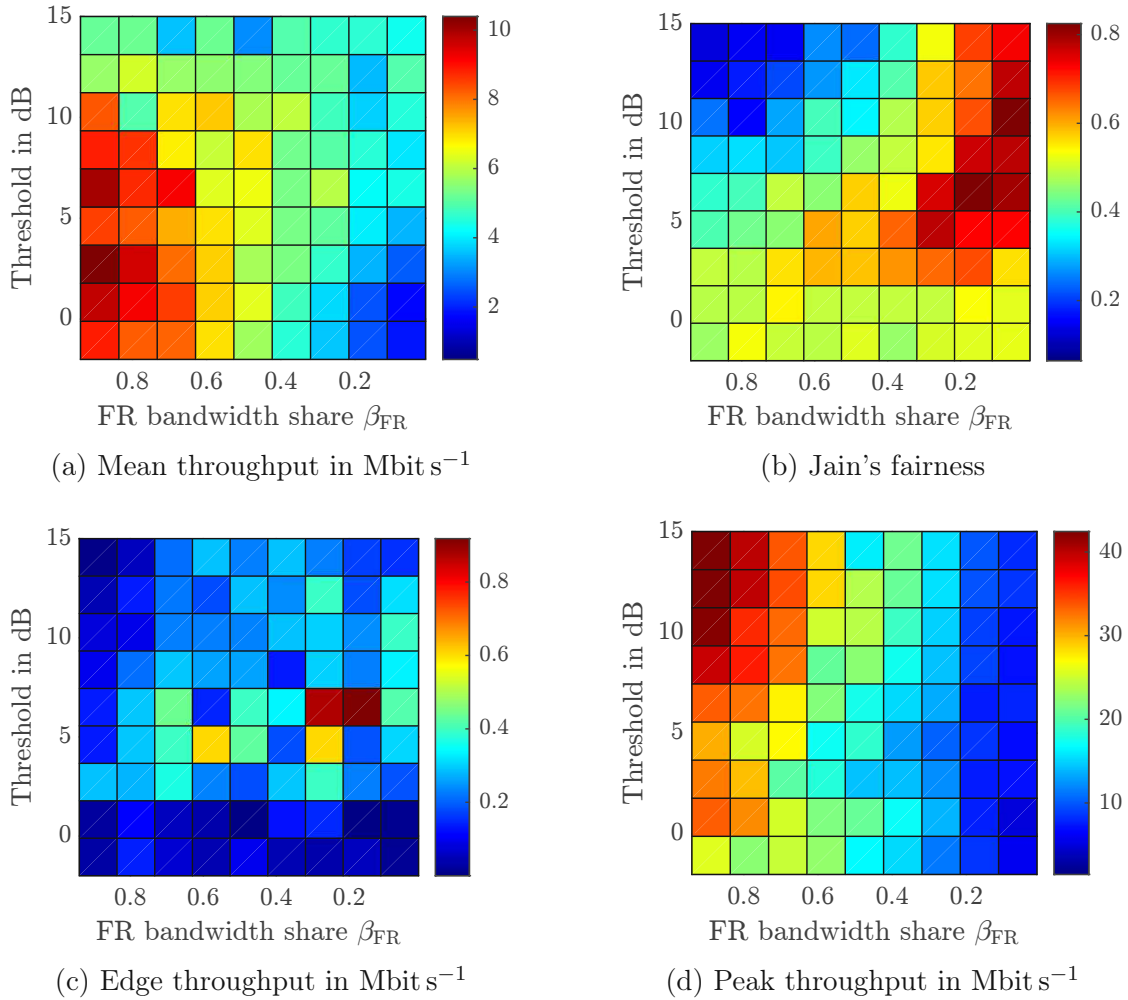 15
10
5
0
Threshold in dB
0.8 0.6 0.4 0.2
FR bandwidth share βFR
10
8
6
4
2
(a) Mean throughput in Mbit s−1
15
10
5
0
Threshold in dB
0.8 0.6 0.4 0.2
FR bandwidth share βFR
0.8
0.6
0.4
0.2
(b) Jain's fairness
15
10
5
0
Threshold in dB
0.8 0.6 0.4 0.2
FR bandwidth share βFR
0.8
0.6
0.4
0.2
(c) Edge throughput in Mbit s−1
15
10
5
0
Threshold in dB
0.8 0.6 0.4 0.2
FR bandwidth share βFR
40
30
20
10
(d) Peak throughput in Mbit s−1